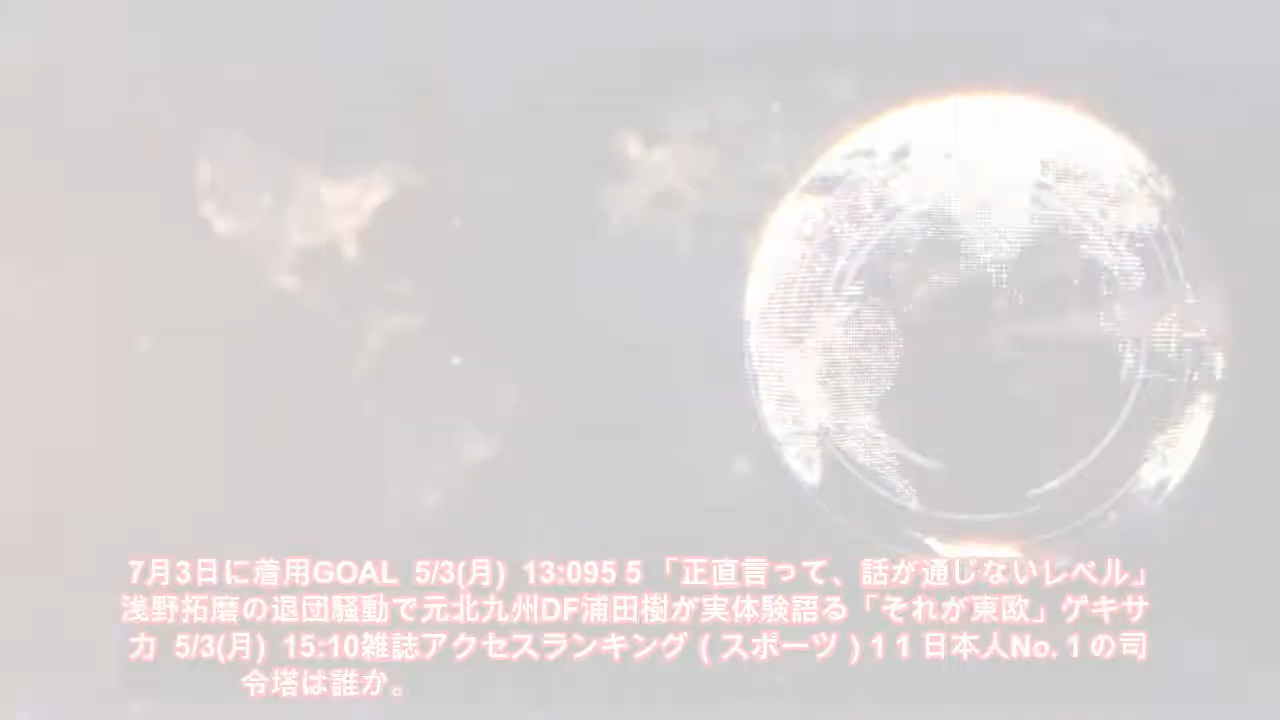 7月3日に着用GOAL 5/3(月) 13:095 5 「正直言って、話が通じないレベル」
浅野拓磨の退団騒動で元北九州DF浦田樹が実体験語る「それが東欧」ゲキサ
カ 5/3(月) 15:10雑誌アクセスランキング ( スポーツ ) 1 1 日本人No. 1 の司
令塔は誰か。